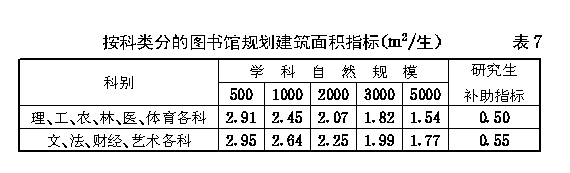 按科类分的图书馆规划建筑面积指标(m²/生) 表7
科别 学科自然规模 研究生
500 1000 2000 3000 5000 补助指标
理、工、农、林、医、体育各科 2.91 2.45 2.07 1.82 1.54 0.50
文、法、财经、艺术各科 2.95 2.64 2.25 1.99 1.77 0.55